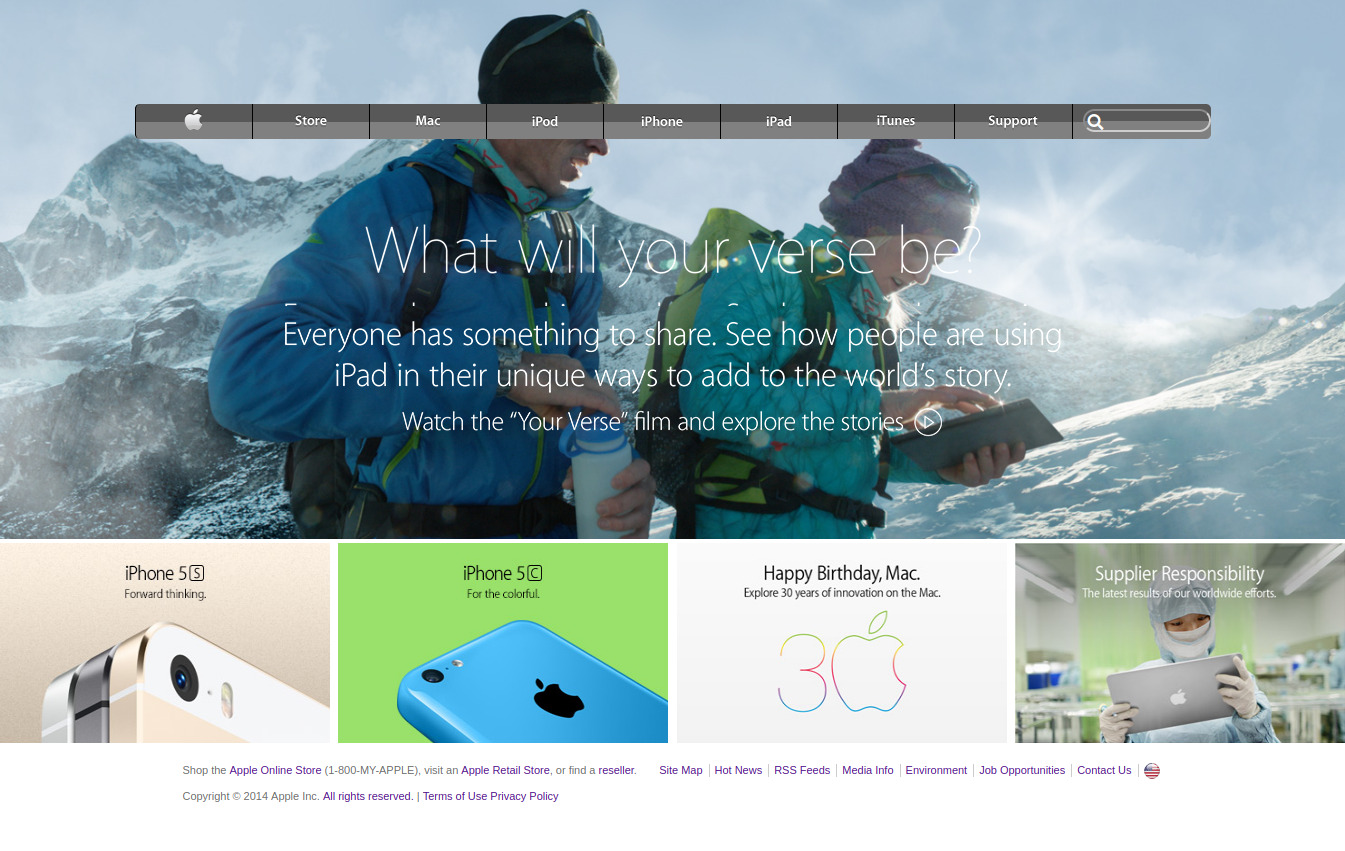 Store Mac iPod iPhone iPad iTunes Support
What will your verse be?
Everyone has something to share. See how people are using
iPad in their unique ways to add to the world's story.
Watch the “Your Verse” film and explore the stories
iPhone 5S
Forward thinking.
iPhone 5C
For the colorful.
Happy Birthday, Mac.
Explore 30 years of innovation on the Mac.
30
Supplier Responsibility
The latest results of our worldwide efforts.
Shop the Apple Online Store (1-800-MY-APPLE), visit an Apple Retail Store, or find a reseller.
Site Map Hot News RSS Feeds Media Info Environment Job Opportunities Contact Us
Copyright © 2014 Apple Inc. All rights reserved. | Terms of Use Privacy Policy